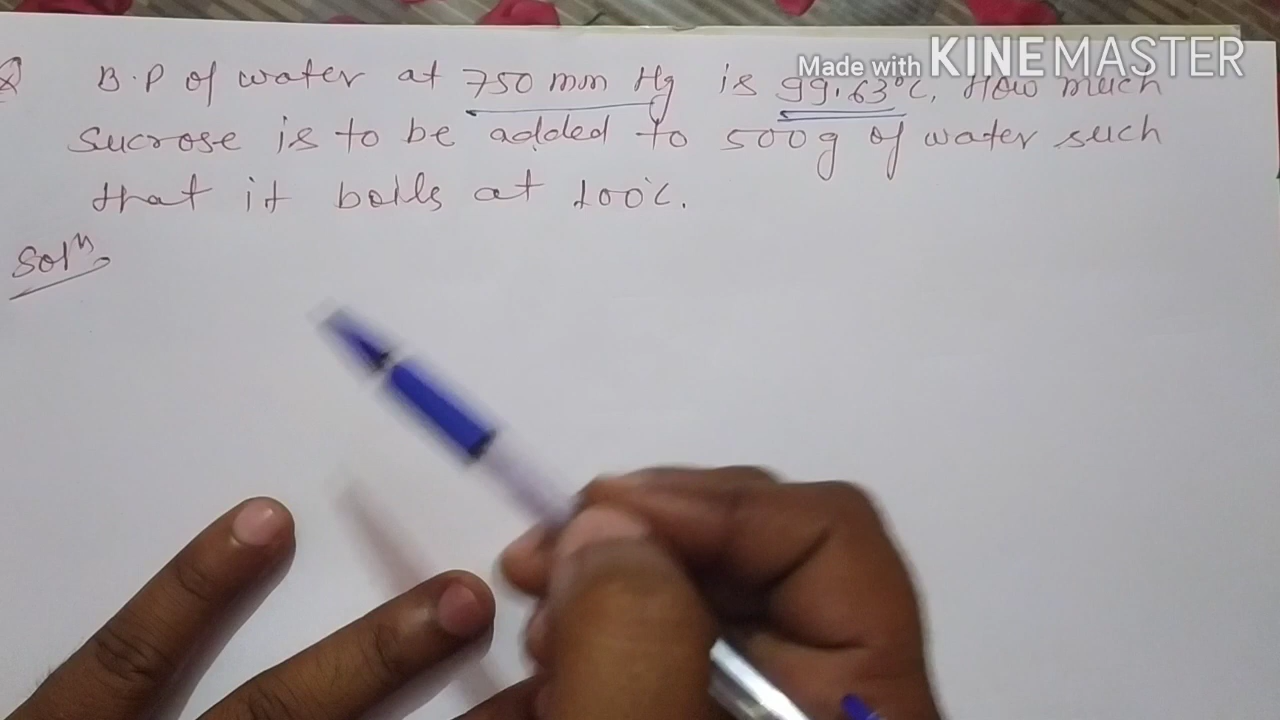 Made with KINEMASTER
Q B.P of water at 750 mm Hg is 99.63°C. How much
sucrose is to be added to 500g of water such
that it boils at 100°C.
Solⁿ